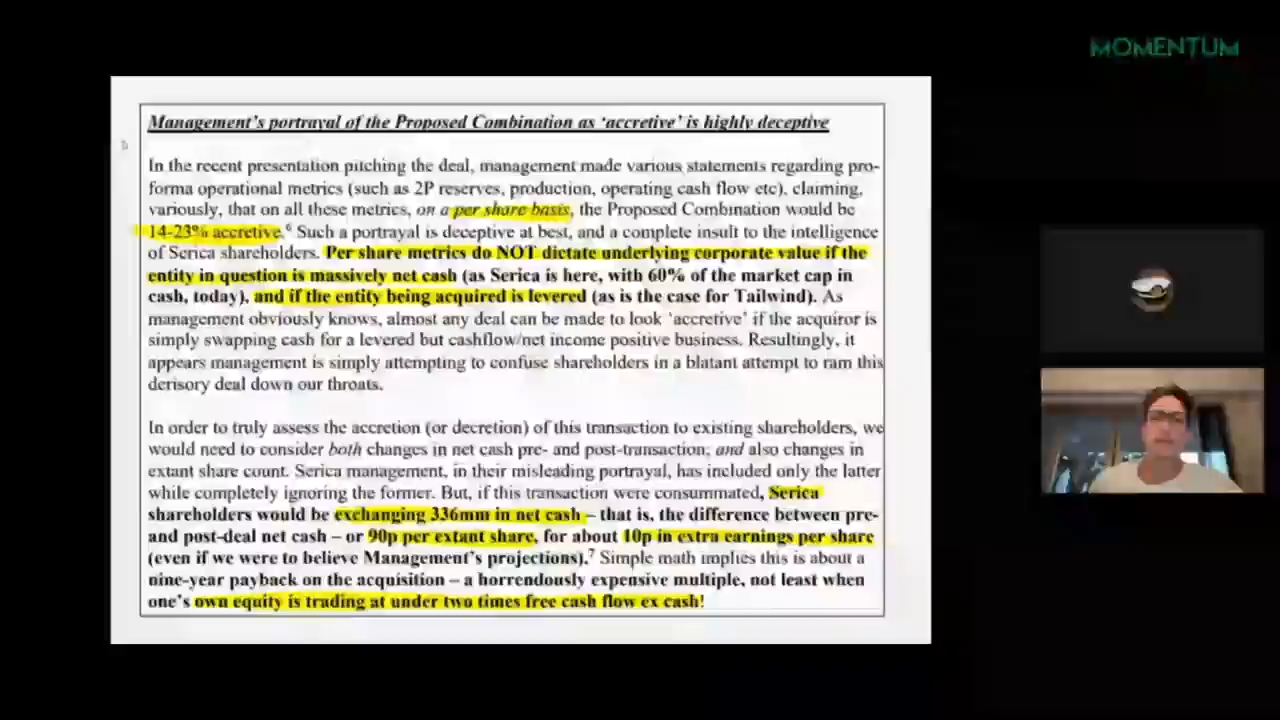 MOMENTUM
Management's portrayal of the Proposed Combination as 'accretive' is highly deceptive
In the recent presentation pitching the deal, management made various statements regarding pro-
forma operational metrics (such as 2P reserves, production, operating cash flow etc), claiming,
variously, that on all these metrics, on a per share basis, the Proposed Combination would be
14-23% accretive.6 Such a portrayal is deceptive at best, and a complete insult to the intelligence
of Serica shareholders. Per share metrics do NOT dictate underlying corporate value if the
entity in question is massively net cash (as Serica is here, with 60% of the market cap in
cash, today), and if the entity being acquired is levered (as is the case for Tailwind). As
management obviously knows, almost any deal can be made to look 'accretive' if the acquiror is
simply swapping cash for a levered but cashflow/net income positive business. Resultingly, it
appears management is simply attempting to confuse shareholders in a blatant attempt to ram this
derisory deal down our throats.
In order to truly assess the accretion (or decretion) of this transaction to existing shareholders, we
would need to consider both changes in net cash pre- and post-transaction, and also changes in
extant share count. Serica management, in their misleading portrayal, has included only the latter
while completely ignoring the former. But, if this transaction were consummated, Serica
shareholders would be exchanging 336mm in net cash – that is, the difference between pre-
and post-deal net cash – or 90p per extant share, for about 10p in extra earnings per share
(even if we were to believe Management's projections).7 Simple math implies this is about a
nine-year payback on the acquisition – a horrendously expensive multiple, not least when
one's own equity is trading at under two times free cash flow ex cash!